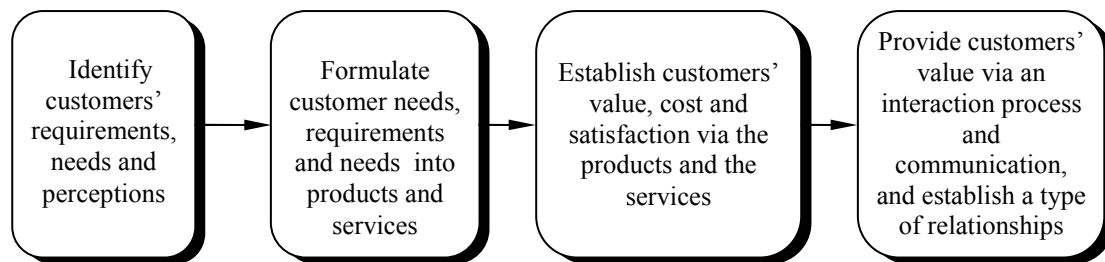 Identify
customers’
requirements,
needs and
perceptions
Formulate
customer needs,
requirements
and needs into
products and
services
Establish customers’
value, cost and
satisfaction via the
products and the
services
Provide customers’
value via an
interaction process
and
communication,
and establish a type
of relationships